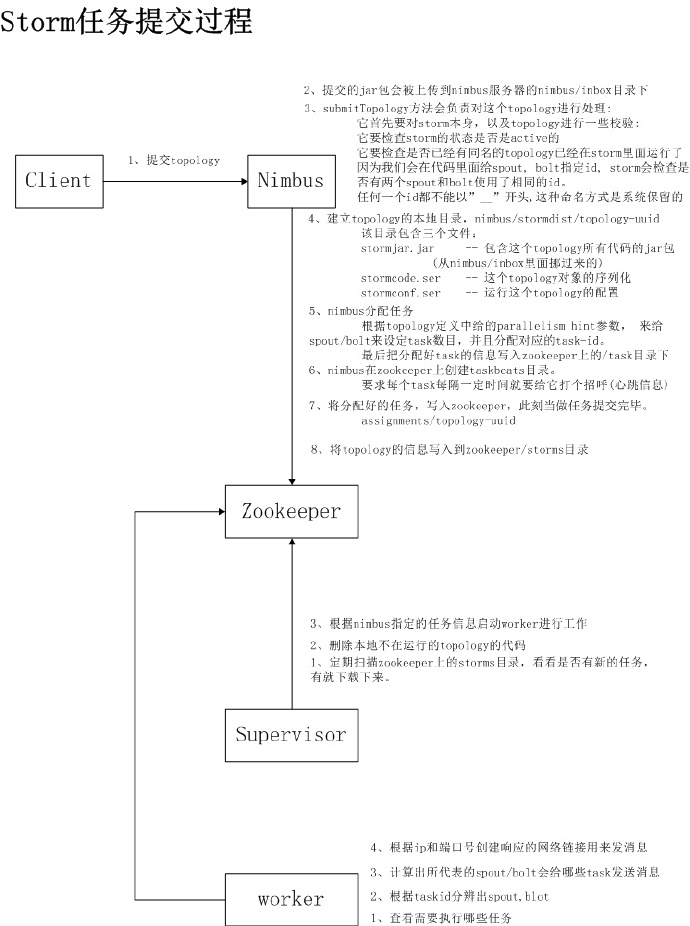 Storm任务提交过程
2、提交的jar包会被上传到nimbus服务器的nimbus/inbox目录下
3、submitTopology方法会负责对这个topology进行处理:
它首先要对storm本身，以及topology进行一些校验:
它要检查storm的状态是否是active的
它要检查是否已经有同名的topology已经在storm里面运行了
因为我们会在代码里面给spout, bolt指定id, storm会检查是
否有两个spout和bolt使用了相同的id。
任何一个id都不能以”__”开头,这种命名方式是系统保留的
1、提交topology
Client
Nimbus
4、建立topology的本地目录，nimbus/stormdist/topology-uuid
该目录包含三个文件：
stormjar.jar -- 包含这个topology所有代码的jar包
(从nimbus/inbox里面挪过来的)
stormcode.ser -- 这个topology对象的序列化
stormconf.ser -- 运行这个topology的配置
5、nimbus分配任务
根据topology定义中给的parallelism hint参数， 来给
spout/bolt来设定task数目，并且分配对应的task-id。
最后把分配好task的信息写入zookeeper上的/task目录下
6、nimbus在zookeeper上创建taskbeats目录。
要求每个task每隔一定时间就要给它打个招呼(心跳信息)
7、将分配好的任务，写入zookeeper，此刻当做任务提交完毕。
assignments/topology-uuid
8、将topology的信息写入到zookeeper/storms目录
Zookeeper
3、根据nimbus指定的任务信息启动worker进行工作
2、删除本地不在运行的topology的代码
1、定期扫描zookeeper上的storms目录，看看是否有新的任务，
有就下载下来。
Supervisor
4、根据ip和端口号创建响应的网络链接用来发消息
3、计算出所代表的spout/bolt会给哪些task发送消息
worker
2、根据taskid分辨出spout,blot
1、查看需要执行哪些任务